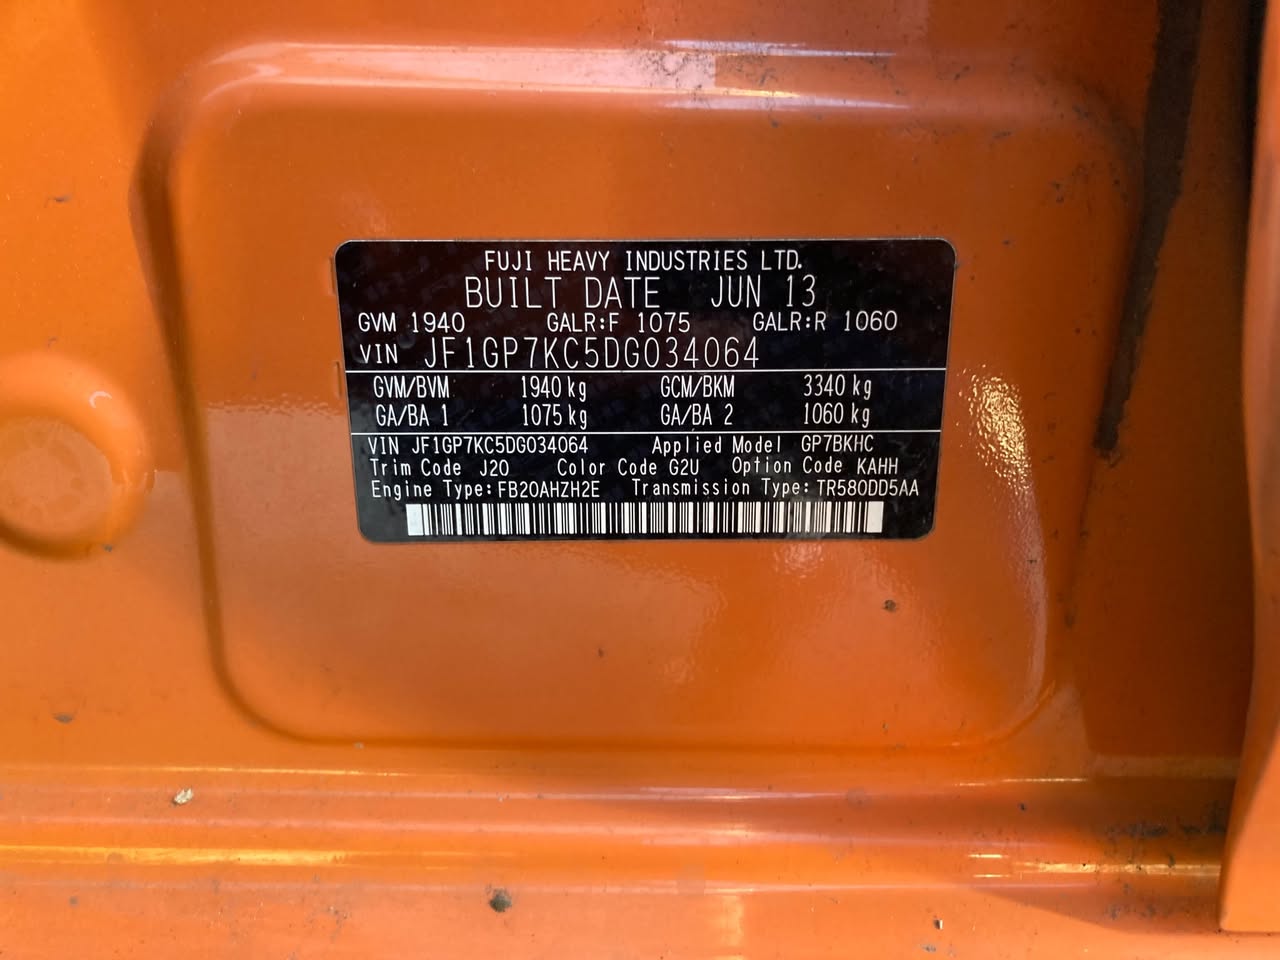 FUJI HEAVY INDUSTRIES LTD.
BUILT DATE JUN 13
GVM 1940 GALR:F 1075 GALR:R 1060
VIN JF1GP7KC5DG034064
GVM/BVM 1940 kg GCM/BKM 3340 kg
GA/BA 1 1075 kg GA/BA 2 1060 kg
VIN JF1GP7KC5DG034064 Applied Model GP7BKHC
Trim Code J20 Color Code G2U Option Code KAHH
Engine Type: FB20AHZH2E Transmission Type: TR580DD5AA